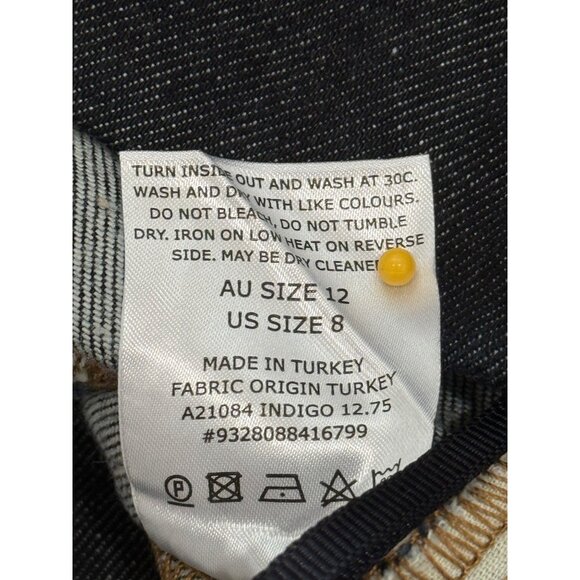 TURN INSIDE OUT AND WASH AT 30C.
WASH AND DRY WITH LIKE COLOURS.
DO NOT BLEACH. DO NOT TUMBLE
DRY. IRON ON LOW HEAT ON REVERSE
SIDE. MAY BE DRY CLEANED
AU SIZE 12
US SIZE 8
MADE IN TURKEY
FABRIC ORIGIN TURKEY
A21084 INDIGO 12.75
#9328088416799
P